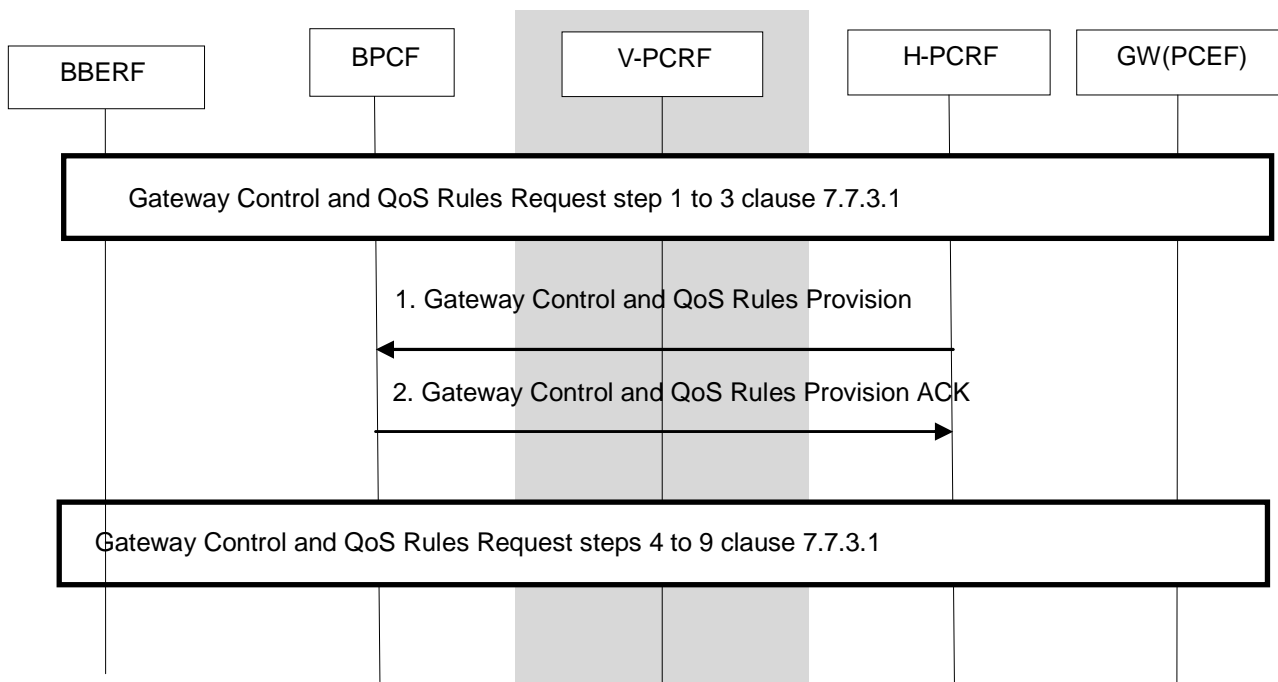 BBERF
BPCF
V-PCRF
H-PCRF
GW(PCEF)
Gateway Control and QoS Rules Request step 1 to 3 clause 7.7.3.1
1. Gateway Control and QoS Rules Provision
2. Gateway Control and QoS Rules Provision ACK
Gateway Control and QoS Rules Request steps 4 to 9 clause 7.7.3.1